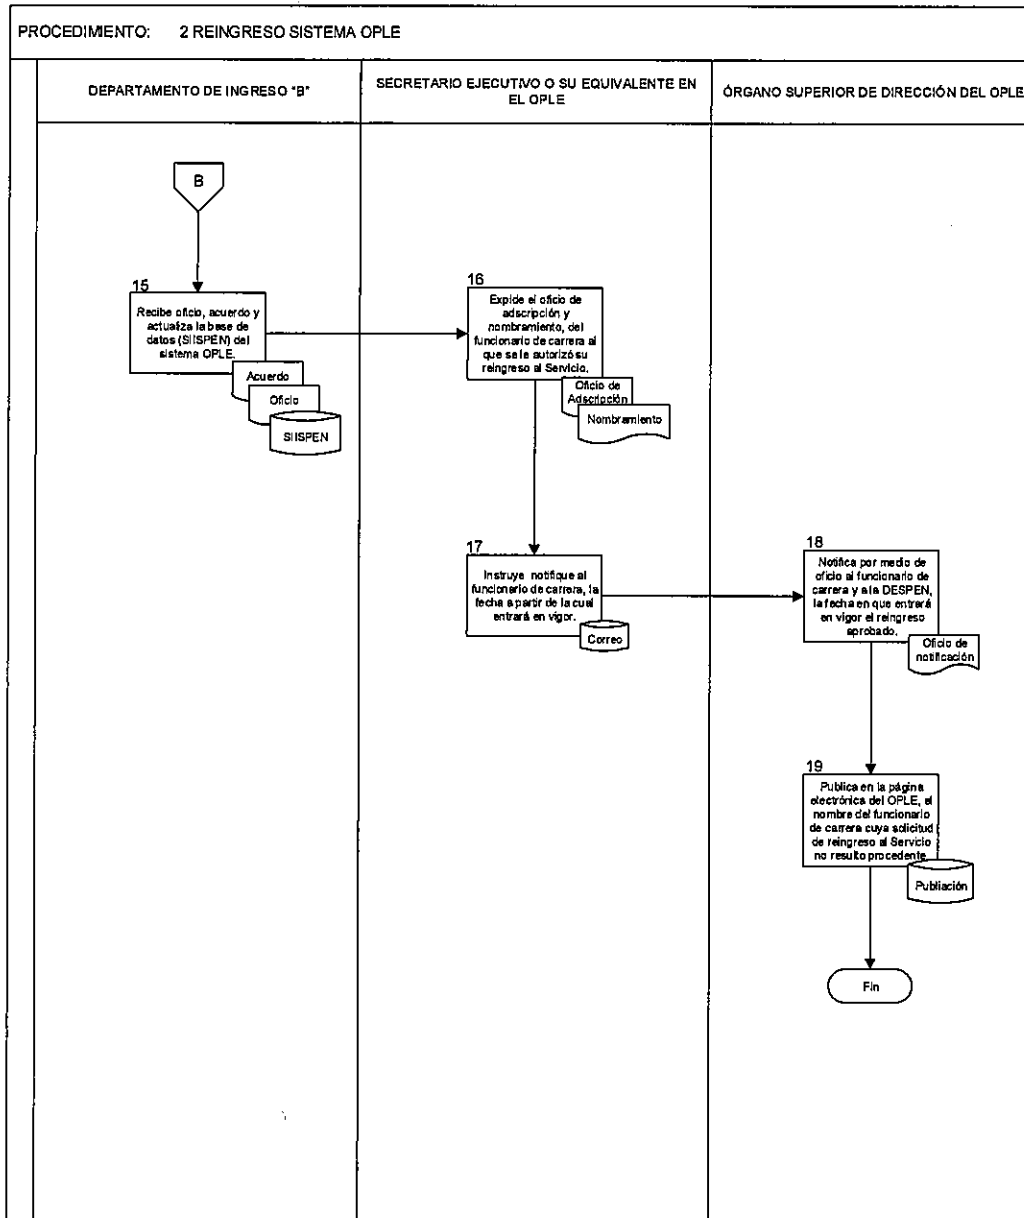 PROCEDIMIENTO: 2 REINGRESO SISTEMA OPLE
DEPARTAMENTO DE INGRESO "B"
SECRETARIO EJECUTIVO O SU EQUIVALENTE EN
EL OPLE
ÓRGANO SUPERIOR DE DIRECCIÓN DEL OPLE
B
15
Recibe oficio, acuerdo y
actualiza la base de
datos (SIISPEN) del
sistema OPLE.
Acuerdo
Oficio
SIISPEN
16
Expide el oficio de
adscripción y
nombramiento, del
funcionario de carrera al
que se le autorizó su
reingreso al Servicio.
Oficio de
Adscripción
Nombramiento
17
Instruye notifique al
funcionario de carrera, la
fecha a partir de la cual
entrará en vigor.
Correo
18
Notifica por medio de
oficio al funcionario de
carrera y a la DESPEN,
la fecha en que entrará
en vigor el reingreso
aprobado.
Oficio de
notificación
19
Publica en la página
electrónica del OPLE, el
nombre del funcionario
de carrera cuya solicitud
de reingreso al Servicio
no resulto procedente
Publiación
Fin